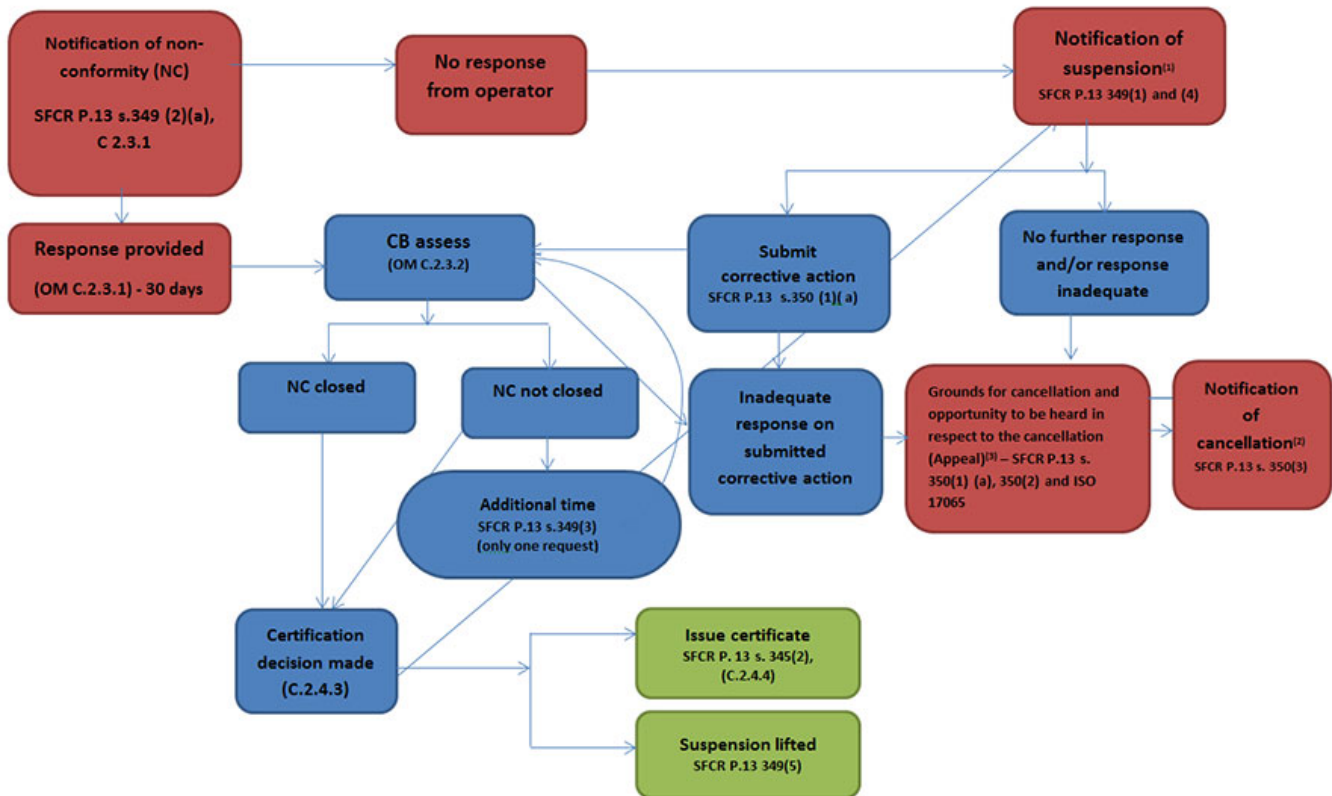 Notification of non-
conformity (NC)
SFCR P.13 s.349 (2)(a),
C 2.3.1
No response
from operator
Notification of
suspension(1)
SFCR P.13 349(1) and (4)
Response provided
(OM C.2.3.1) - 30 days
CB assess
(OM C.2.3.2)
Submit
corrective action
SFCR P.13 s.350 (1)( a)
No further response
and/or response
inadequate
NC closed
NC not closed
Inadequate
response on
submitted
corrective action
Grounds for cancellation and
opportunity to be heard in
respect to the cancellation
(Appeal)(3) – SFCR P.13 s.
350(1) (a), 350(2) and ISO
17065
Notification
of
cancellation(2)
SFCR P.13 s. 350(3)
Additional time
SFCR P.13 s.349(3)
(only one request)
Certification
decision made
(C.2.4.3)
Issue certificate
SFCR P. 13 s. 345(2),
(C.2.4.4)
Suspension lifted
SFCR P.13 349(5)